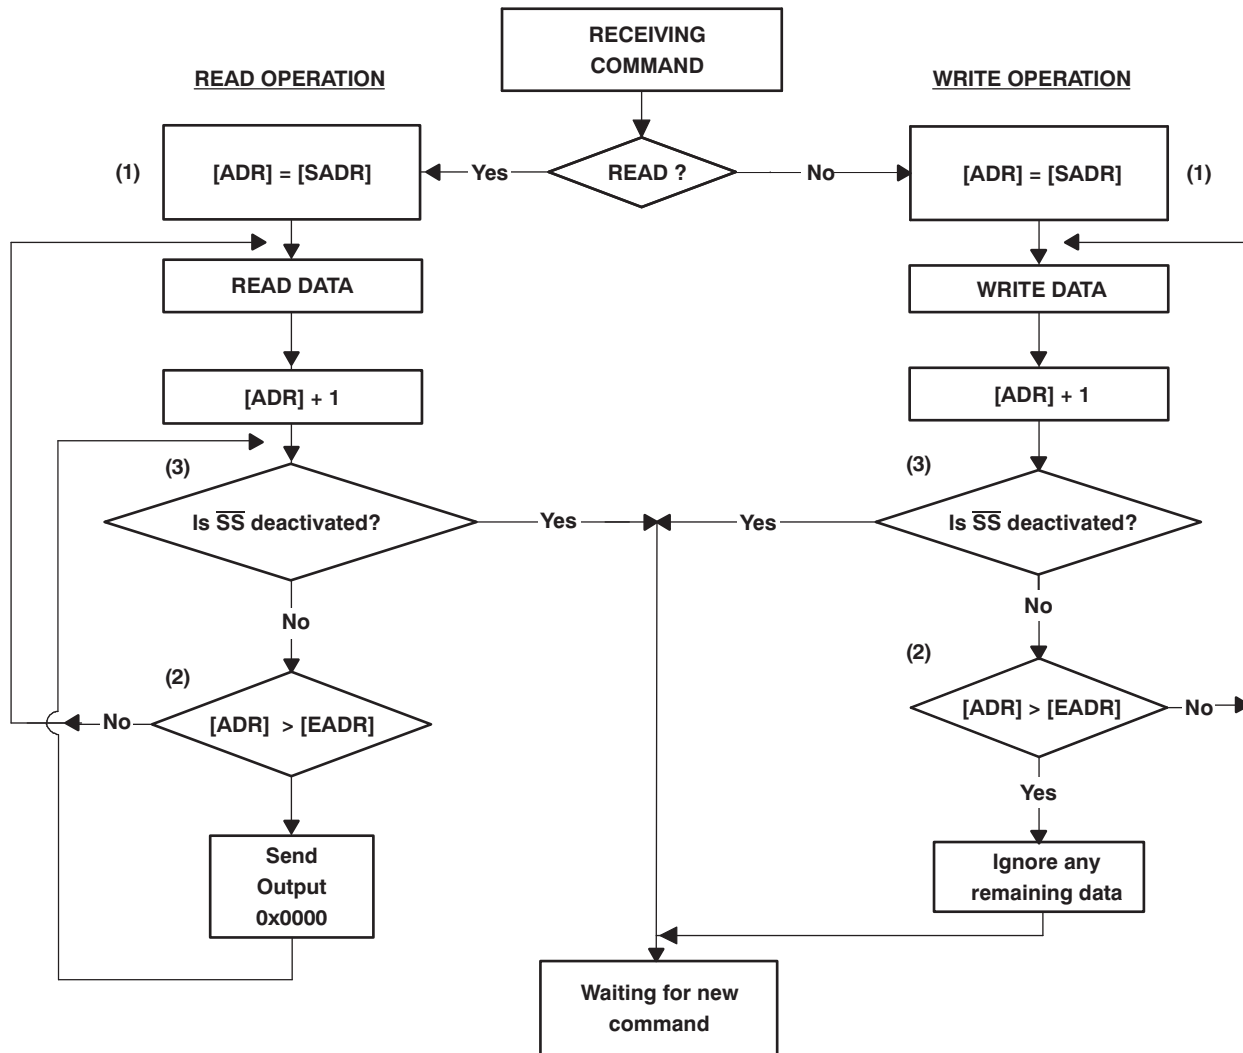 RECEIVING
COMMAND
READ OPERATION
WRITE OPERATION
(1)
[ADR] = [SADR]
Yes
READ ?
No
[ADR] = [SADR]
(1)
READ DATA
WRITE DATA
[ADR] + 1
[ADR] + 1
(3)
(3)
Is S̅S̅ deactivated?
Yes
Yes
Is S̅S̅ deactivated?
No
No
(2)
(2)
No
[ADR] > [EADR]
[ADR] > [EADR]
No
Yes
Send
Output
0x0000
Ignore any
remaining data
Waiting for new
command